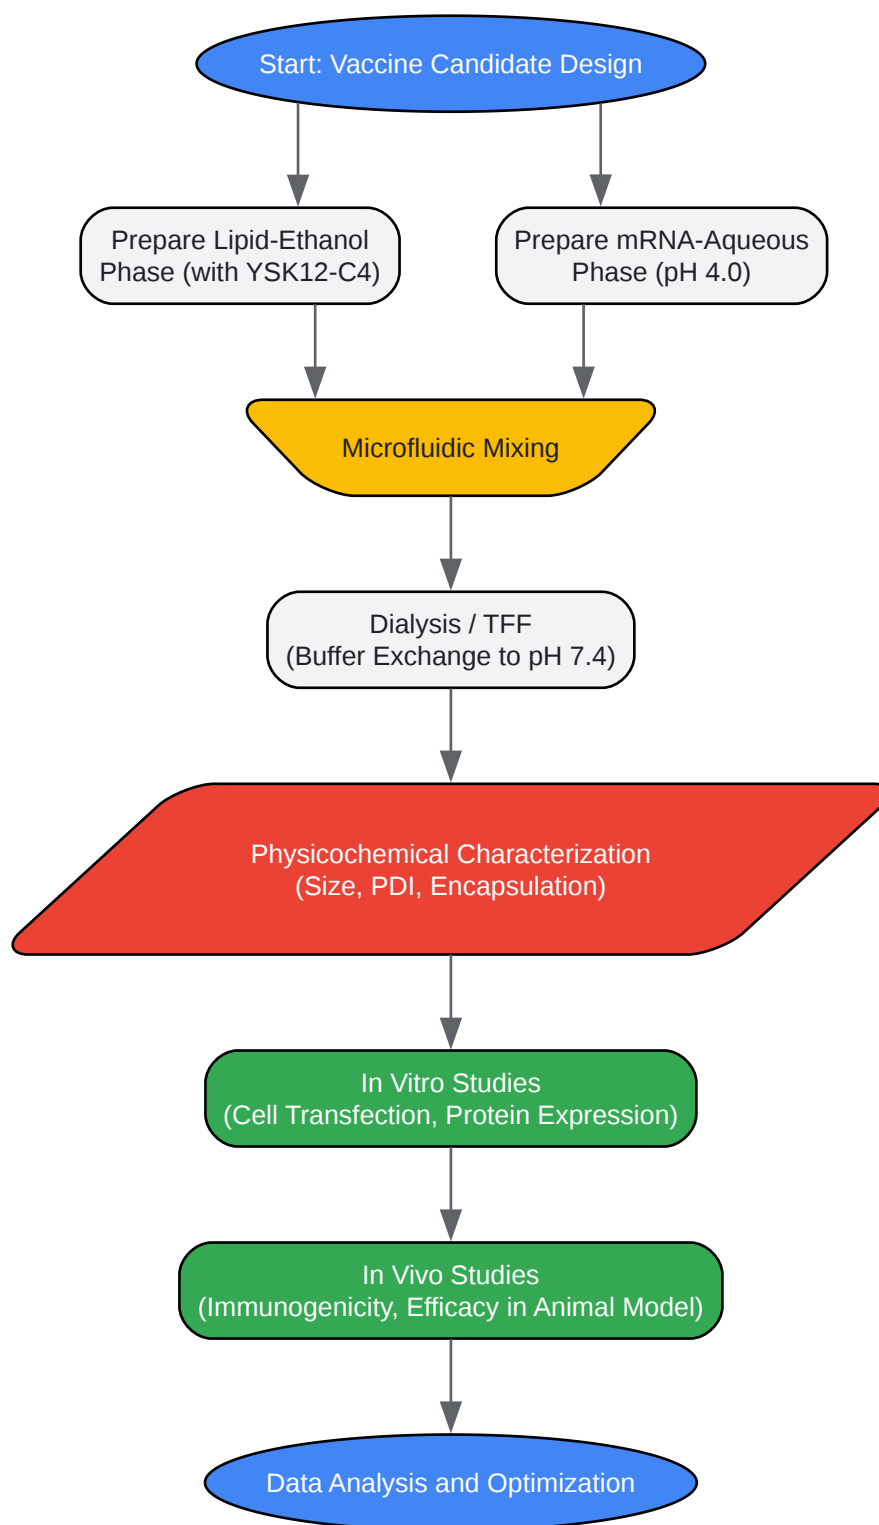 Start: Vaccine Candidate Design
Prepare Lipid-Ethanol
Phase (with YSK12-C4)
Prepare mRNA-Aqueous
Phase (pH 4.0)
Microfluidic Mixing
Dialysis / TFF
(Buffer Exchange to pH 7.4)
Physicochemical Characterization
(Size, PDI, Encapsulation)
In Vitro Studies
(Cell Transfection, Protein Expression)
In Vivo Studies
(Immunogenicity, Efficacy in Animal Model)
Data Analysis and Optimization